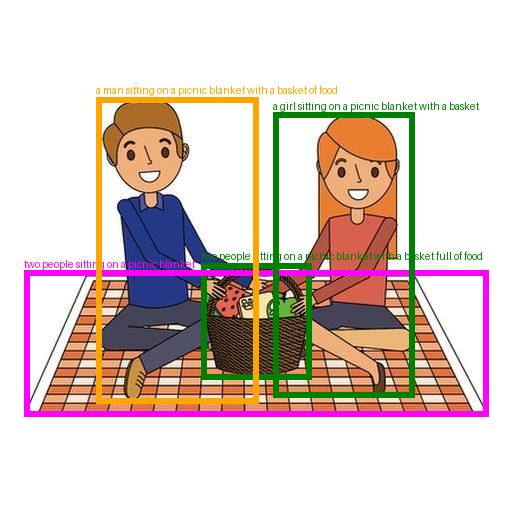 a man sitting on a picnic blanket with a basket of food
a girl sitting on a picnic blanket with a basket
two people sitting on a picnic blanket with a basket full of food
two people sitting on a picnic blanket